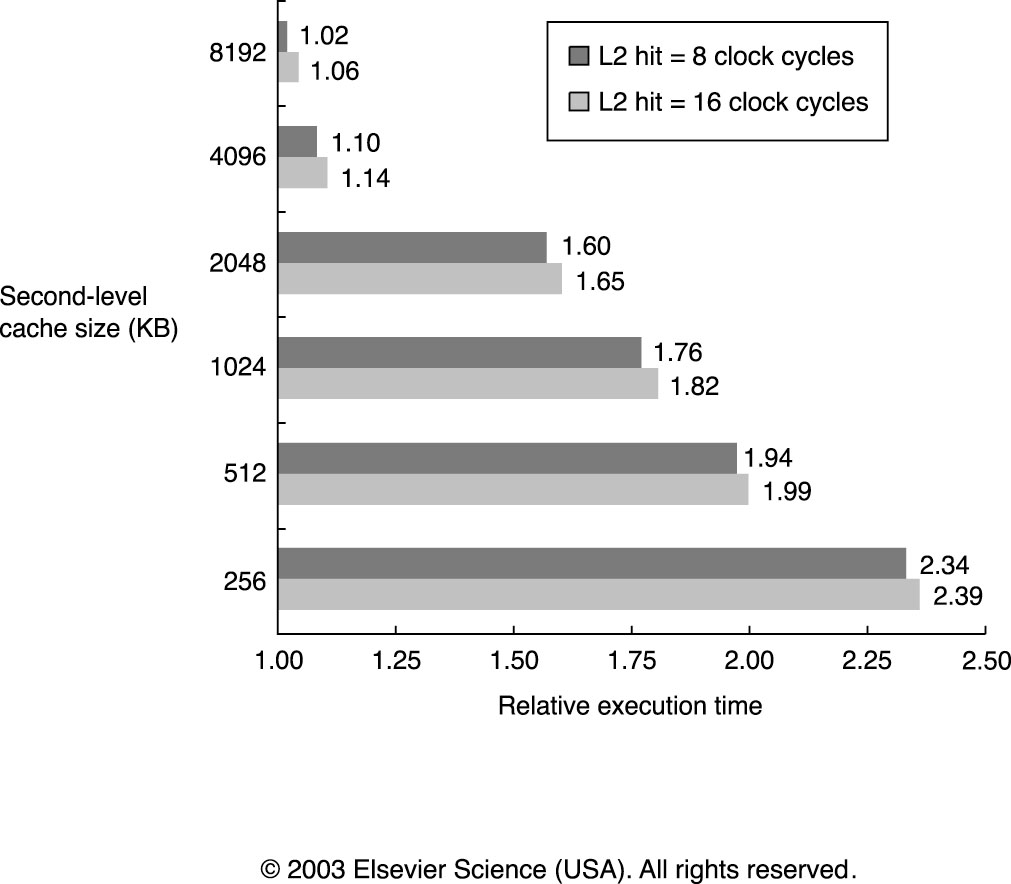 L2 hit = 8 clock cycles
L2 hit = 16 clock cycles
8192
1.02
1.06
4096
1.10
1.14
2048
1.60
1.65
Second-level
cache size (KB)
1024
1.76
1.82
512
1.94
1.99
256
2.34
2.39
1.00 1.25 1.50 1.75 2.00 2.25 2.50
Relative execution time
© 2003 Elsevier Science (USA). All rights reserved.